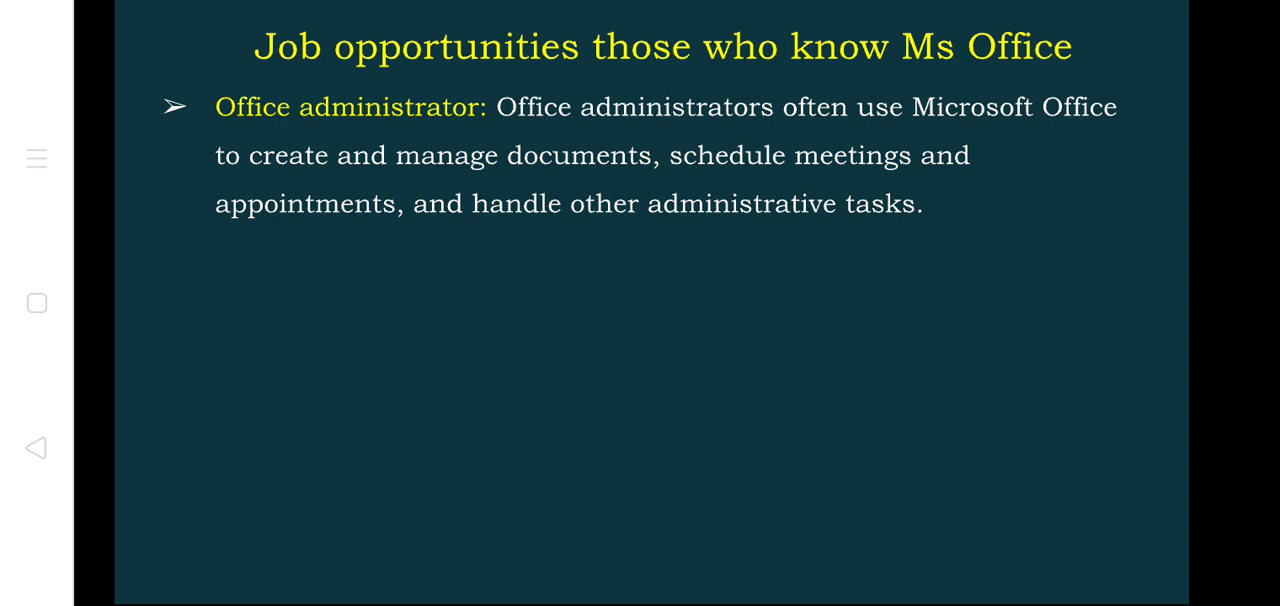 Job opportunities those who know Ms Office
➢ Office administrator: Office administrators often use Microsoft Office
to create and manage documents, schedule meetings and
appointments, and handle other administrative tasks.